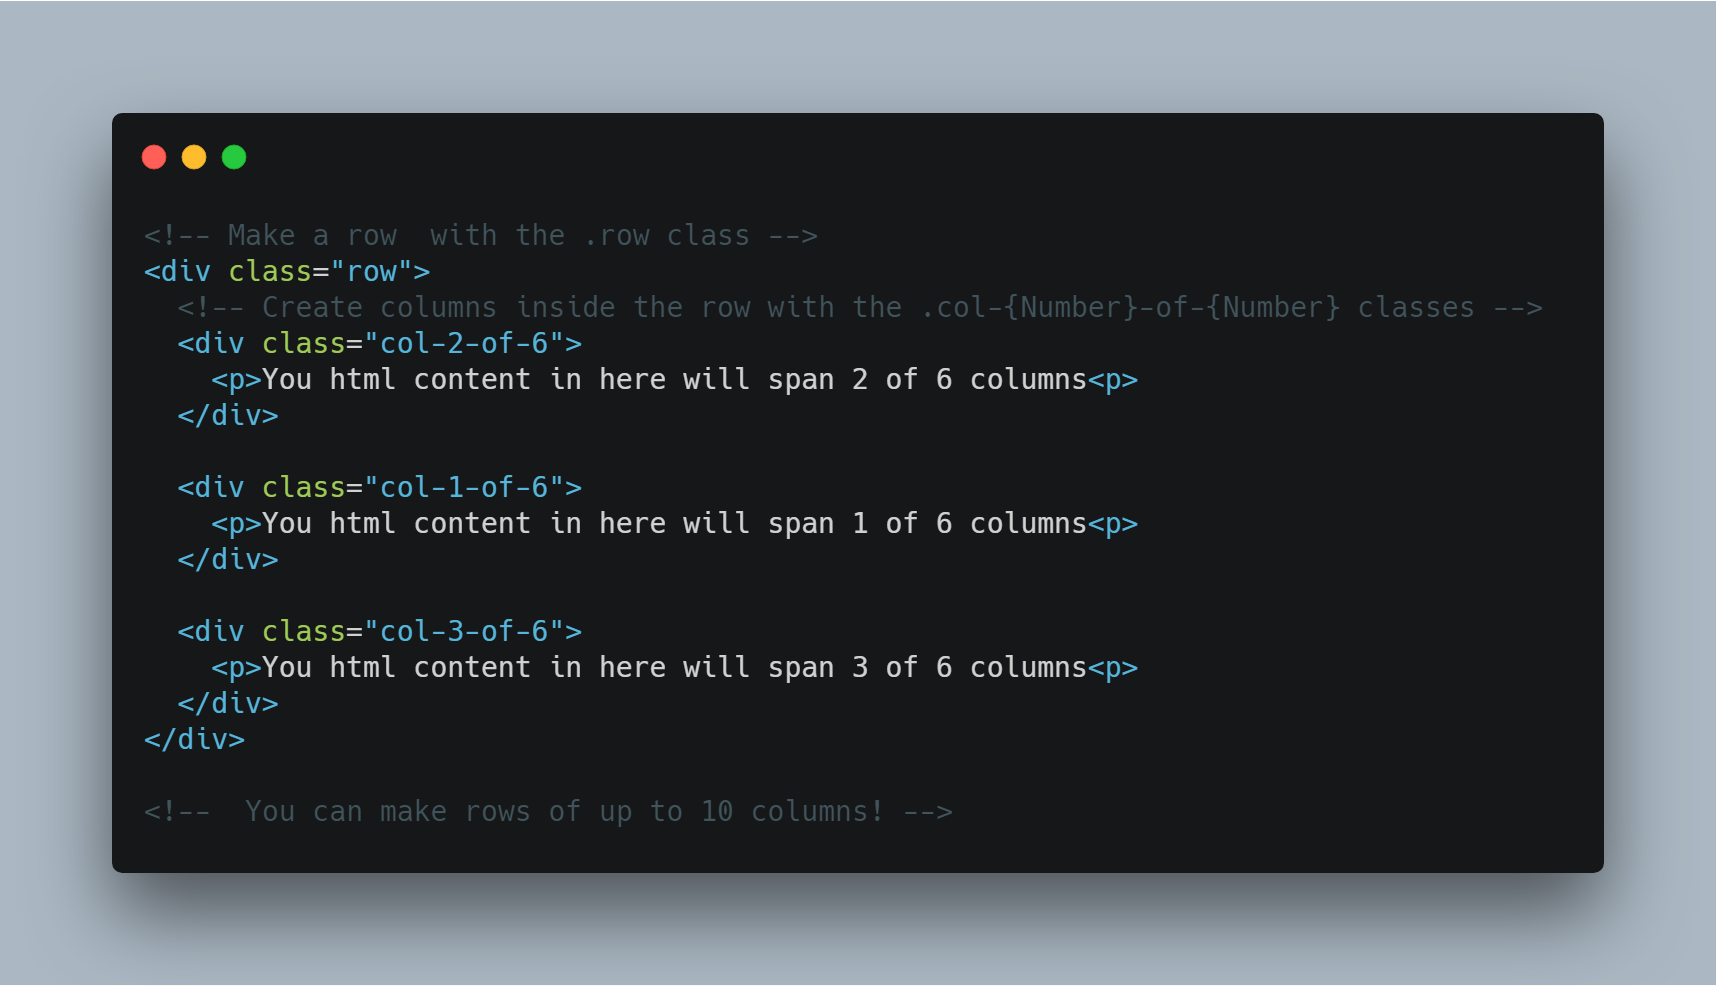 <!-- Make a row  with the .row class -->
<div class="row">
  <!-- Create columns inside the row with the .col-{Number}-of-{Number} classes -->
  <div class="col-2-of-6">
    <p>You html content in here will span 2 of 6 columns<p>
  </div>

  <div class="col-1-of-6">
    <p>You html content in here will span 1 of 6 columns<p>
  </div>

  <div class="col-3-of-6">
    <p>You html content in here will span 3 of 6 columns<p>
  </div>
</div>

<!--  You can make rows of up to 10 columns! -->